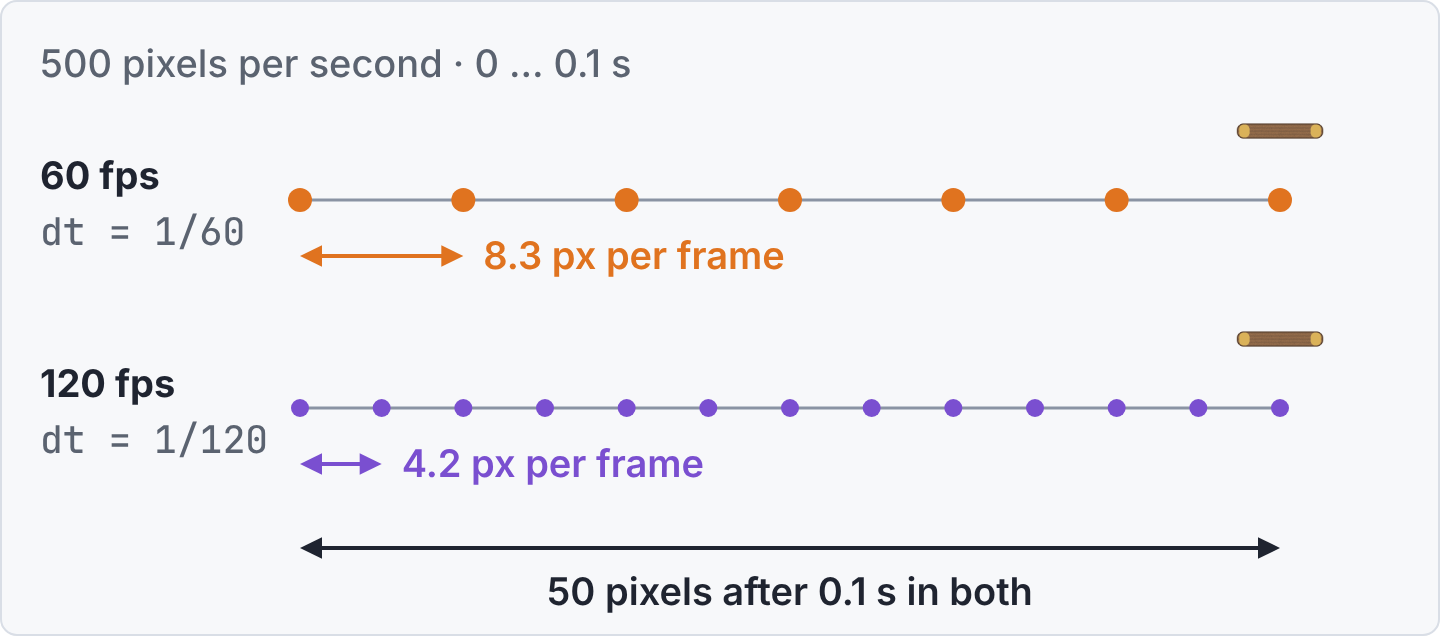 500 pixels per second · 0 … 0.1 s
60 fps
dt = 1/60
8.3 px per frame
120 fps
dt = 1/120
4.2 px per frame
50 pixels after 0.1 s in both